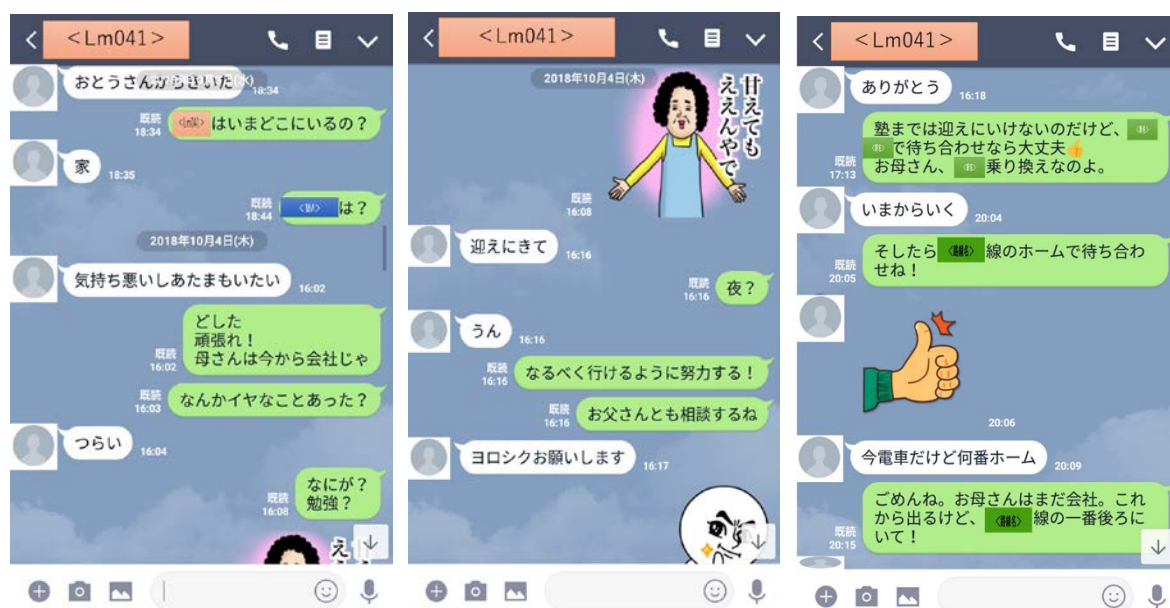 <Lm041>
おとうさんからきいた
18:34
はいまどこにいるの?
既読
18:34
家
18:35
は?
既読
18:44
2018年10月4日(木)
気持ち悪いしあたまもいたい
16:02
どした
頑張れ!
母さんは今から会社じゃ
既読
16:02
なんかイヤなことあった?
既読
16:03
つらい
16:04
なにが?
勉強?
既読
16:08
<Lm041>
2018年10月4日(木)
甘えても
ええんやで
既読
16:08
迎えにきて
16:16
夜?
既読
16:16
うん
16:16
なるべく行けるように努力する!
既読
16:16
お父さんとも相談するね
既読
16:16
ヨロシクお願いします
16:17
<Lm041>
ありがとう
16:18
塾までは迎えにいけないのだけど、
で待ち合わせなら大丈夫👍
お母さん、 乗り換えなのよ。
既読
17:13
いまからいく
20:04
そしたら <路線名> 線のホームで待ち合わ
せね!
既読
20:05
20:06
今電車だけど何番ホーム
20:09
ごめんね。お母さんはまだ会社。これ
から出るけど、 <路線名> 線の一番後ろに
いて!
既読
20:15